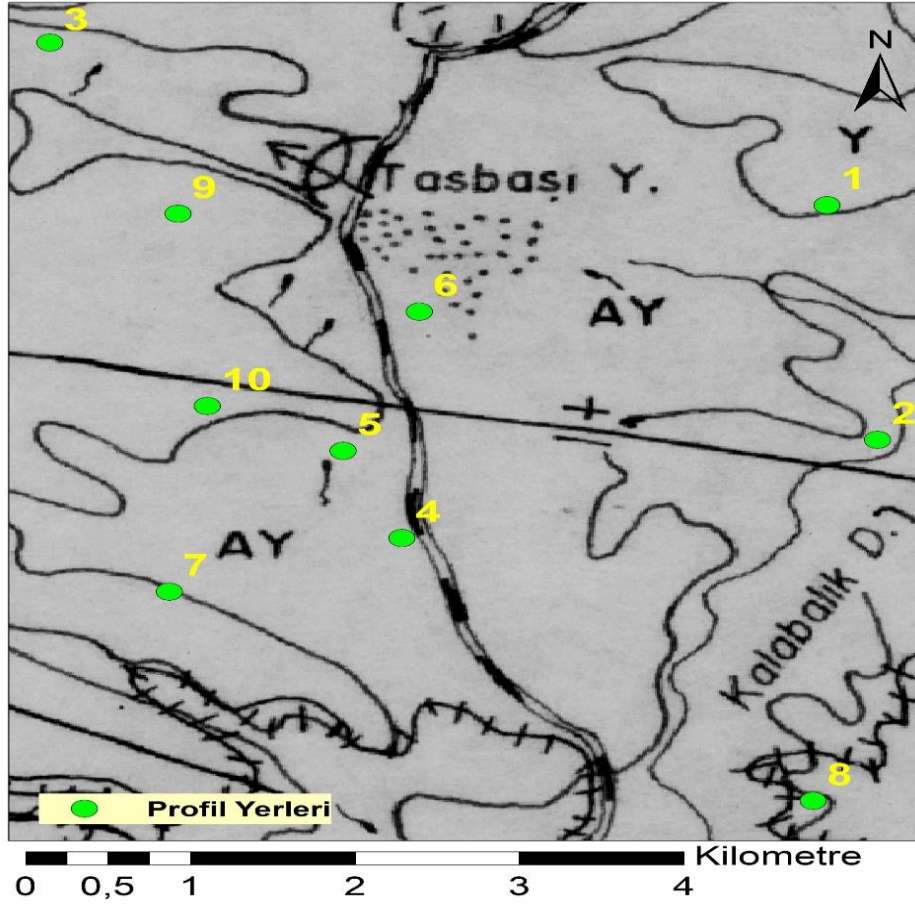 3
N
Y
1
Tasbası Y.
9
6
AY
10
5
2
4
AY
7
Kalabalık D.
8
Profil Yerleri
Kilometre
0 0,5 1 2 3 4